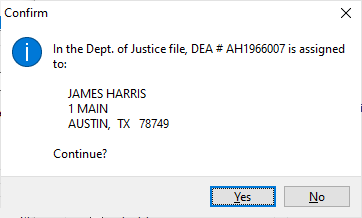 Confirm
In the Dept. of Justice file, DEA # AH1966007 is assigned
to:
JAMES HARRIS
1 MAIN
AUSTIN, TX 78749
Continue?
Yes
No